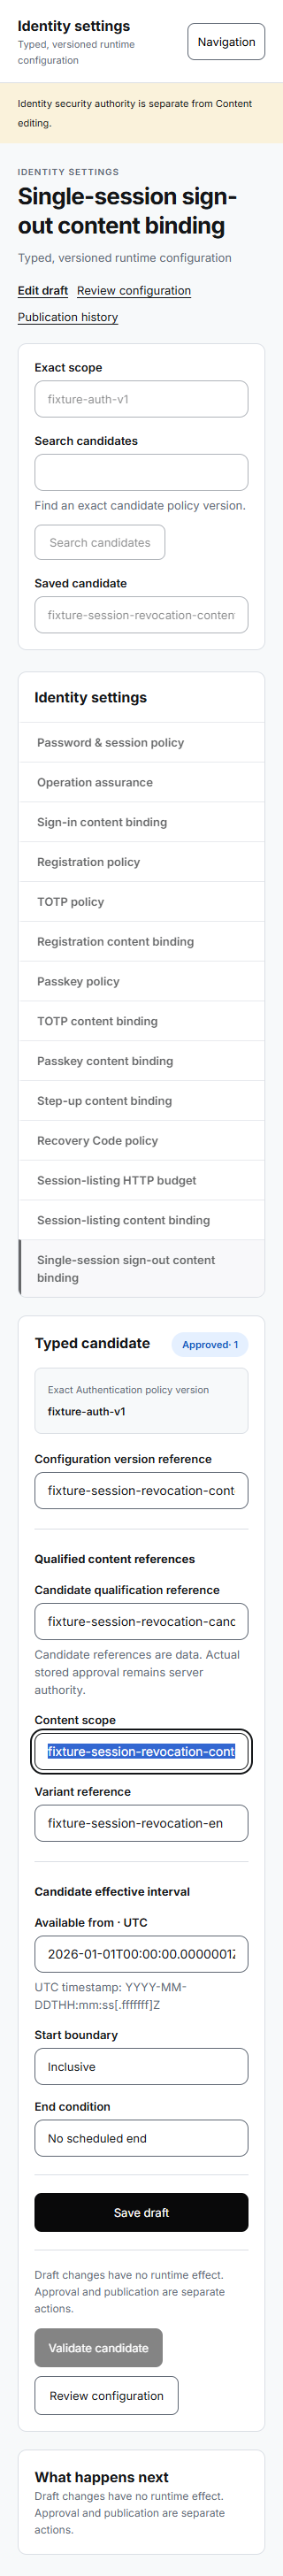 Identity settings
Typed, versioned runtime
configuration
Navigation
Identity security authority is separate from Content
editing.
IDENTITY SETTINGS
Single-session sign-
out content binding
Typed, versioned runtime configuration
Edit draft Review configuration
Publication history
Exact scope
fixture-auth-v1
Search candidates
Find an exact candidate policy version.
Search candidates
Saved candidate
fixture-session-revocation-content
Identity settings
Password & session policy
Operation assurance
Sign-in content binding
Registration policy
TOTP policy
Registration content binding
Passkey policy
TOTP content binding
Passkey content binding
Step-up content binding
Recovery Code policy
Session-listing HTTP budget
Session-listing content binding
Single-session sign-out content
binding
Typed candidate
Approved· 1
Exact Authentication policy version
fixture-auth-v1
Configuration version reference
fixture-session-revocation-cont
Qualified content references
Candidate qualification reference
fixture-session-revocation-canc
Candidate references are data. Actual
stored approval remains server
authority.
Content scope
fixture-session-revocation-cont
Variant reference
fixture-session-revocation-en
Candidate effective interval
Available from · UTC
2026-01-01T00:00:00.0000001Z
UTC timestamp: YYYY-MM-
DDTHH:mm:ss[.fffffff]Z
Start boundary
Inclusive
End condition
No scheduled end
Save draft
Draft changes have no runtime effect.
Approval and publication are separate
actions.
Validate candidate
Review configuration
What happens next
Draft changes have no runtime effect.
Approval and publication are separate
actions.